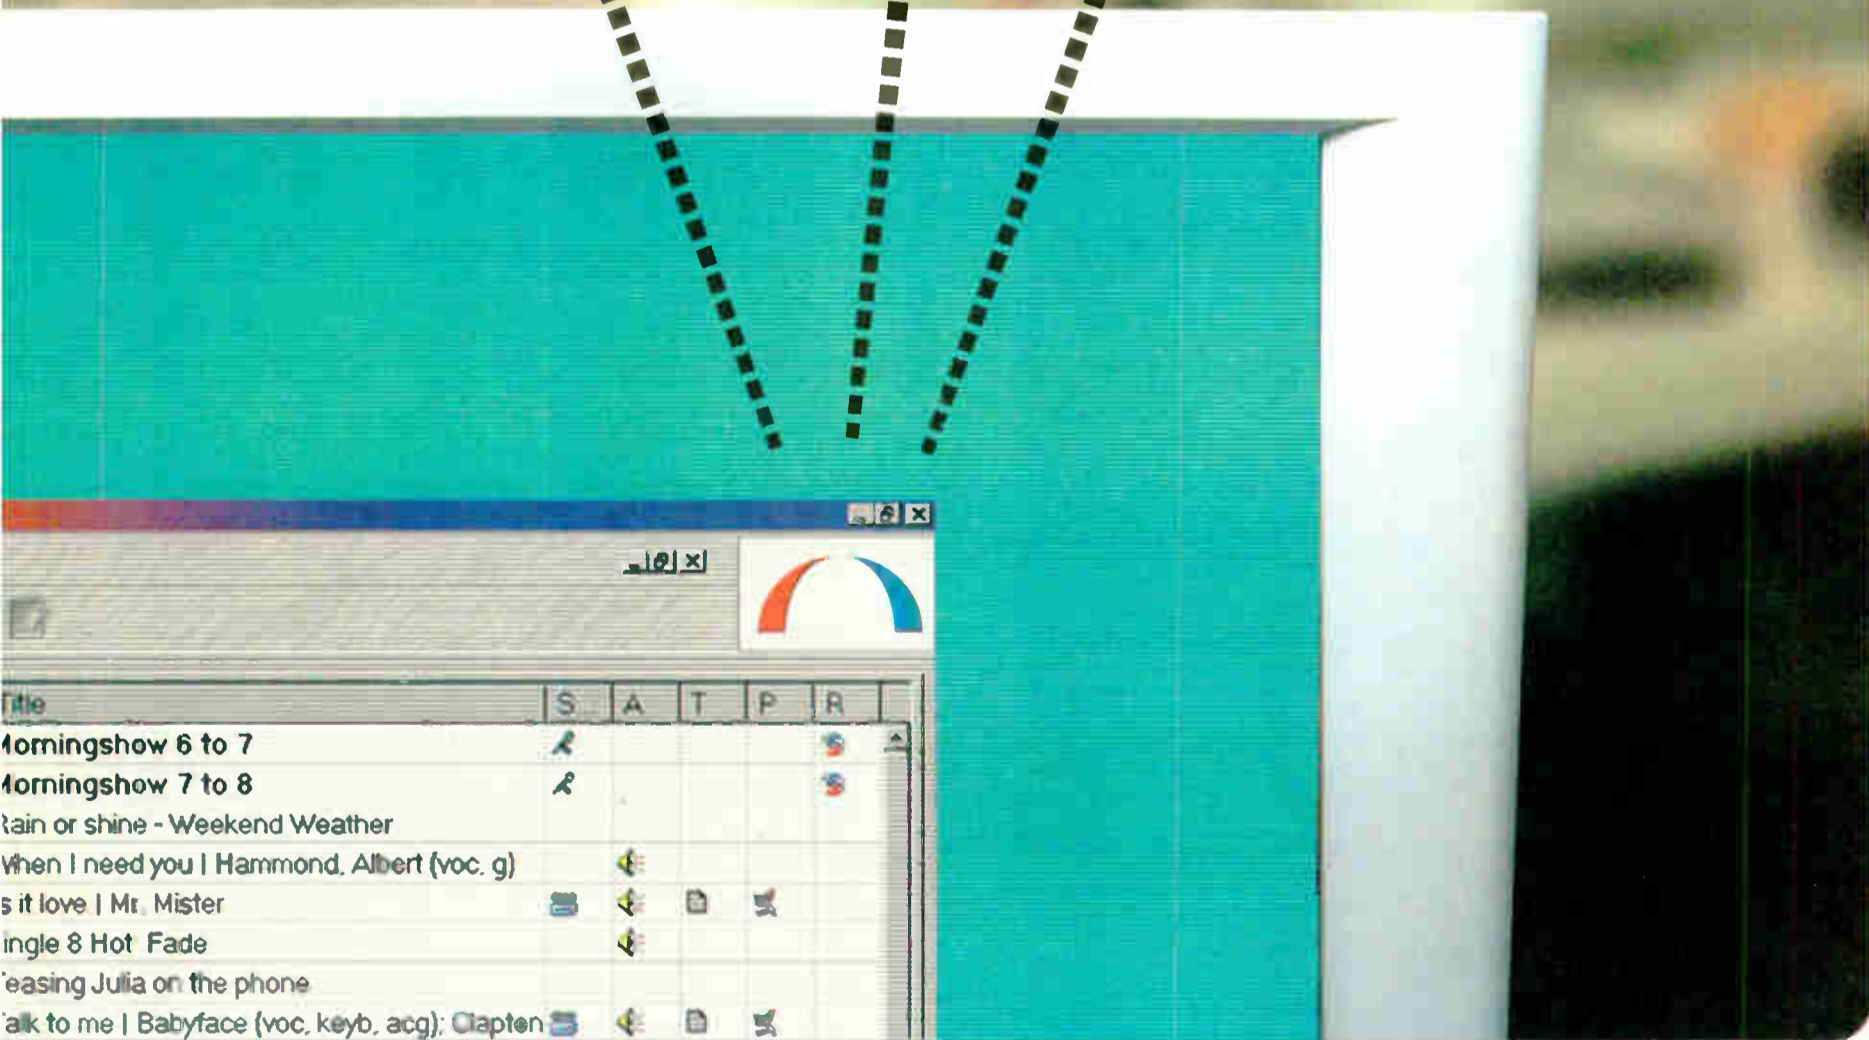 Title S A T P R
Morningshow 6 to 7
Morningshow 7 to 8
Rain or shine - Weekend Weather
When I need you | Hammond, Albert (voc, g)
s it love | Mr. Mister
ingle 8 Hot Fade
Teasing Julia on the phone
Talk to me | Babyface (voc, keyb, acg); Clapton